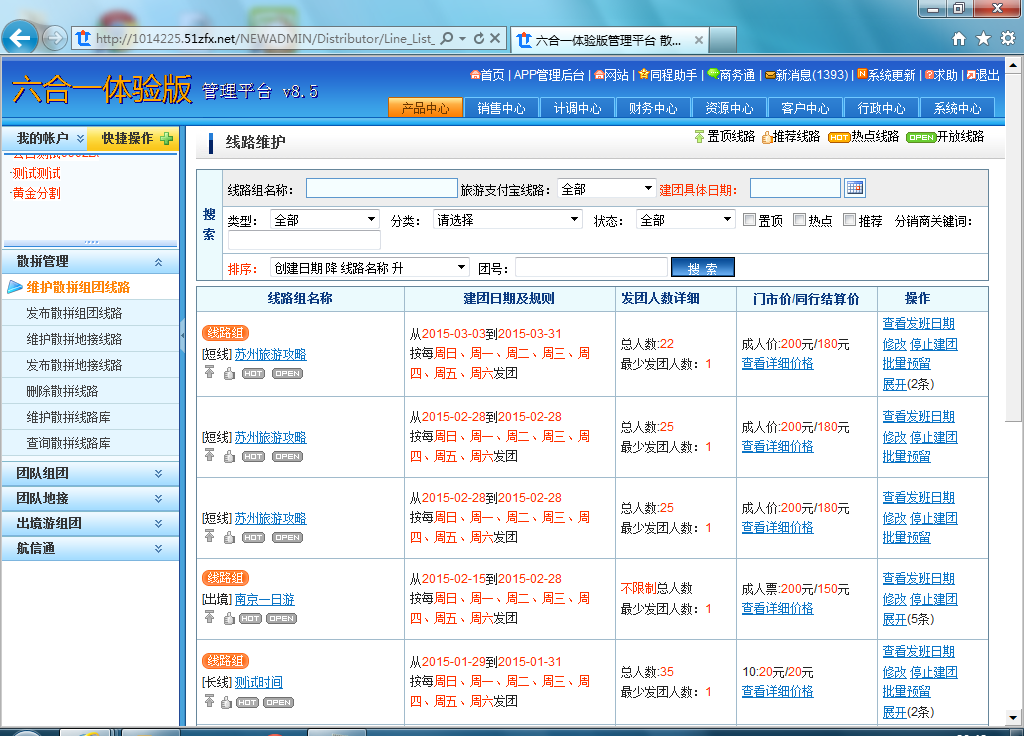 http://1014225.51zfx.net/NEWADMIN/Distributor/Line_List_
六合一体验版管理平台 散...
六合一体验版 管理平台 v8.5
首页 | APP管理后台 | 网站 | 同程助手 | 商务通 | 新消息(1393) | 系统更新 | 求助 | 退出
产品中心 销售中心 计调中心 财务中心 资源中心 客户中心 行政中心 系统中心
我的帐户 快捷操作
·测试测试
·黄金分割
散拼管理
维护散拼组团线路
发布散拼组团线路
维护散拼地接线路
发布散拼地接线路
删除散拼线路
维护散拼线路库
查询散拼线路库
团队组团
团队地接
出境游组团
航信通
线路维护
置顶线路 推荐线路 HOT热点线路 OPEN开放线路
搜索
线路组名称： 旅游支付宝线路： 全部 建团具体日期：
类型： 全部 分类： 请选择 状态： 全部 置顶 热点 推荐 分销商关键词：
排序： 创建日期 降 线路名称 升 团号： 搜 索
线路组名称 建团日期及规则 发团人数详细 门市价/同行结算价 操作
线路组
[短线] 苏州旅游攻略
HOT OPEN
从2015-03-03到2015-03-31
按每周日、周一、周二、周三、周
四、周五、周六发团
总人数:22
最少发团人数：1
成人价:200元/180元
查看详细价格
查看发班日期
修改 停止建团
批量预留
展开(2条)
[短线] 苏州旅游攻略
HOT OPEN
从2015-02-28到2015-02-28
按每周日、周一、周二、周三、周
四、周五、周六发团
总人数:25
最少发团人数：1
成人价:200元/180元
查看详细价格
查看发班日期
修改 停止建团
批量预留
[短线] 苏州旅游攻略
HOT OPEN
从2015-02-28到2015-02-28
按每周日、周一、周二、周三、周
四、周五、周六发团
总人数:25
最少发团人数：1
成人价:200元/180元
查看详细价格
查看发班日期
修改 停止建团
批量预留
线路组
[出境] 南京一日游
HOT OPEN
从2015-02-15到2015-02-28
按每周日、周一、周二、周三、周
四、周五、周六发团
不限制总人数
最少发团人数：1
成人票:200元/150元
查看详细价格
查看发班日期
修改 停止建团
展开(5条)
线路组
[长线] 测试时间
HOT OPEN
从2015-01-29到2015-01-31
按每周日、周一、周二、周三、周
四、周五、周六发团
总人数:35
最少发团人数：1
10:20元/20元
查看详细价格
查看发班日期
修改 停止建团
批量预留
展开(2条)